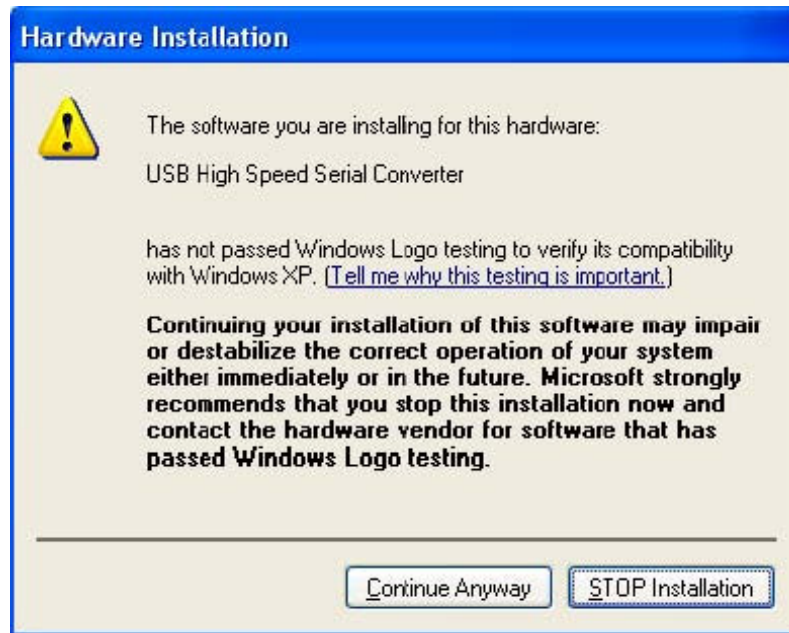 Hardware Installation
The software you are installing for this hardware:
USB High Speed Serial Converter
has not passed Windows Logo testing to verify its compatibility
with Windows XP. (Tell me why this testing is important.)
Continuing your installation of this software may impair
or destabilize the correct operation of your system
either immediately or in the future. Microsoft strongly
recommends that you stop this installation now and
contact the hardware vendor for software that has
passed Windows Logo testing.
Continue Anyway
STOP Installation